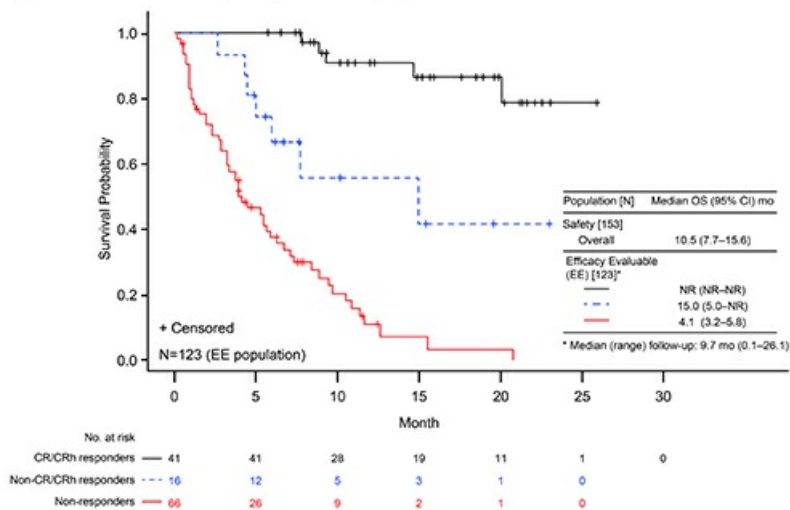 1.0
0.8
0.6
0.4
0.2
0.0
Survival Probability
+ Censored
N=123 (EE population)
Population [N] Median OS (95% CI) mo
Safety [153]
Overall 10.5 (7.7–15.6)
Efficacy Evaluable
(EE) [123]*
NR (NR–NR)
15.0 (5.0–NR)
4.1 (3.2–5.8)
* Median (range) follow-up: 9.7 mo (0.1–26.1)
0 5 10 15 20 25 30
Month
No. at risk
CR/CRh responders 41 41 28 19 11 1 0
Non-CR/CRh responders 16 12 5 3 1 0
Non-responders 66 26 9 2 1 0